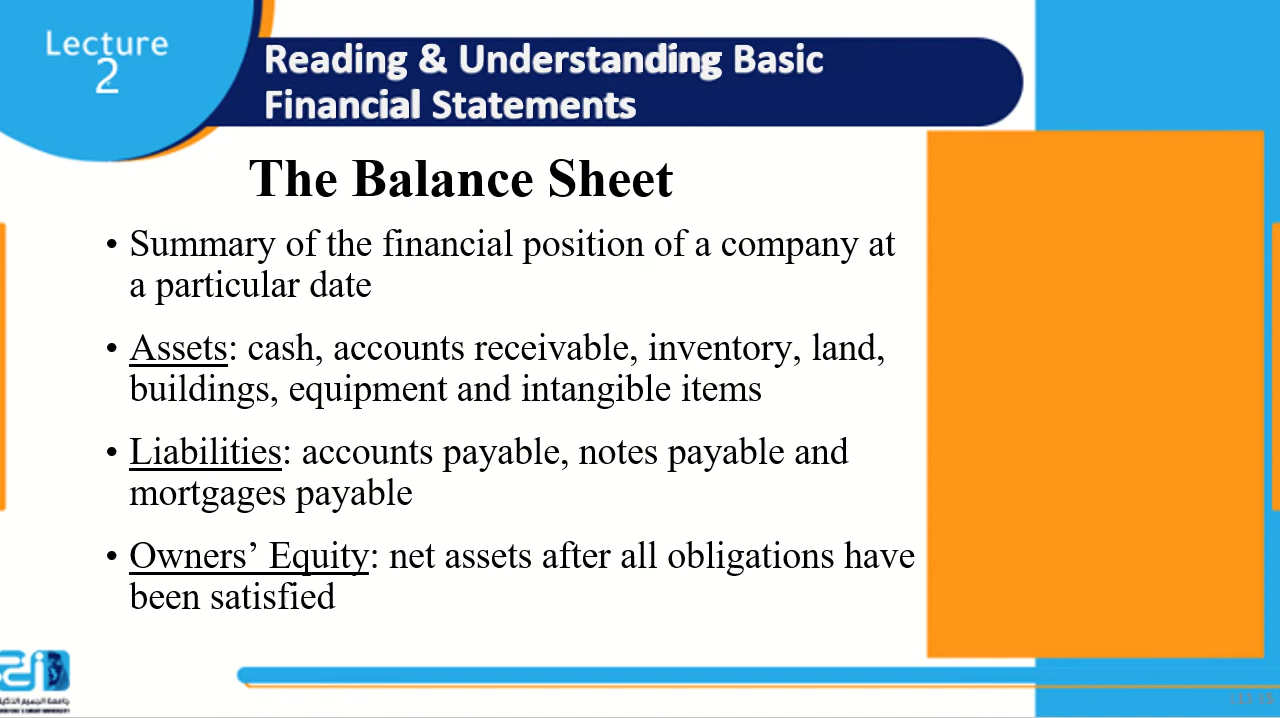 Lecture
2
Reading & Understanding Basic
Financial Statements
The Balance Sheet
• Summary of the financial position of a company at
a particular date
• Assets: cash, accounts receivable, inventory, land,
buildings, equipment and intangible items
• Liabilities: accounts payable, notes payable and
mortgages payable
• Owners’ Equity: net assets after all obligations have
been satisfied